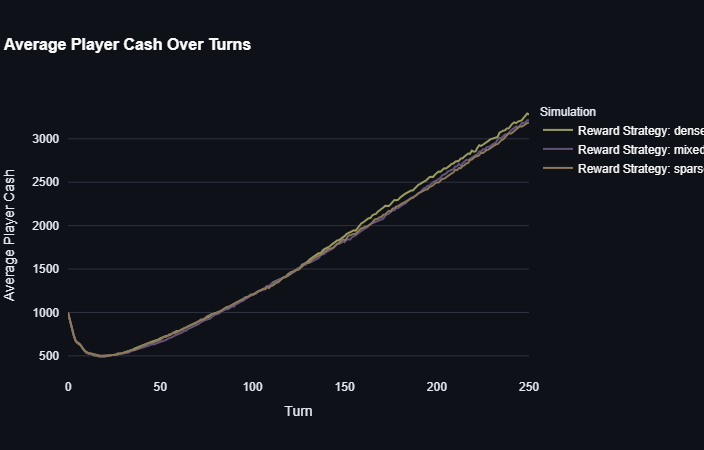 Average Player Cash Over Turns
Simulation
Reward Strategy: dense
Reward Strategy: mixed
Reward Strategy: spars
Average Player Cash
3000
2500
2000
1500
1000
500
0 50 100 150 200 250
Turn